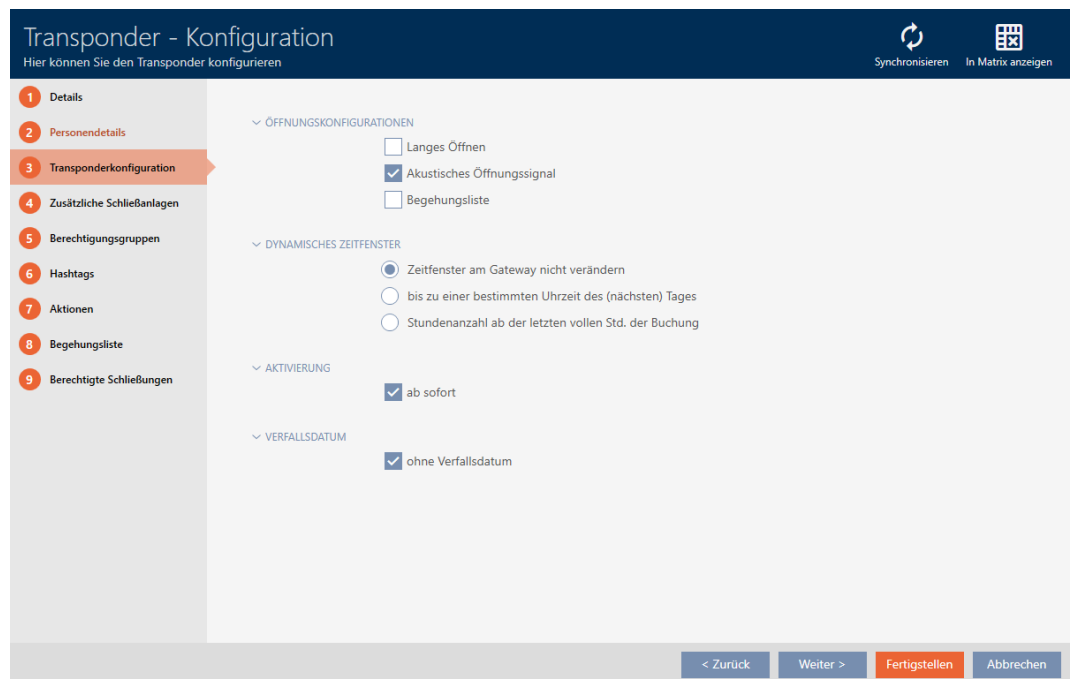 Transponder - Konfiguration
Hier können Sie den Transponder konfigurieren
Synchronisieren
In Matrix anzeigen
1 Details
2 Personendetails
3 Transponderkonfiguration
4 Zusätzliche Schließanlagen
5 Berechtigungsgruppen
6 Hashtags
7 Aktionen
8 Begehungsliste
9 Berechtigte Schließungen
ÖFFNUNGSKONFIGURATIONEN
Langes Öffnen
Akustisches Öffnungssignal
Begehungsliste
DYNAMISCHES ZEITFENSTER
Zeitfenster am Gateway nicht verändern
bis zu einer bestimmten Uhrzeit des (nächsten) Tages
Stundenanzahl ab der letzten vollen Std. der Buchung
AKTIVIERUNG
ab sofort
VERFALLSDATUM
ohne Verfallsdatum
< Zurück
Weiter >
Fertigstellen
Abbrechen